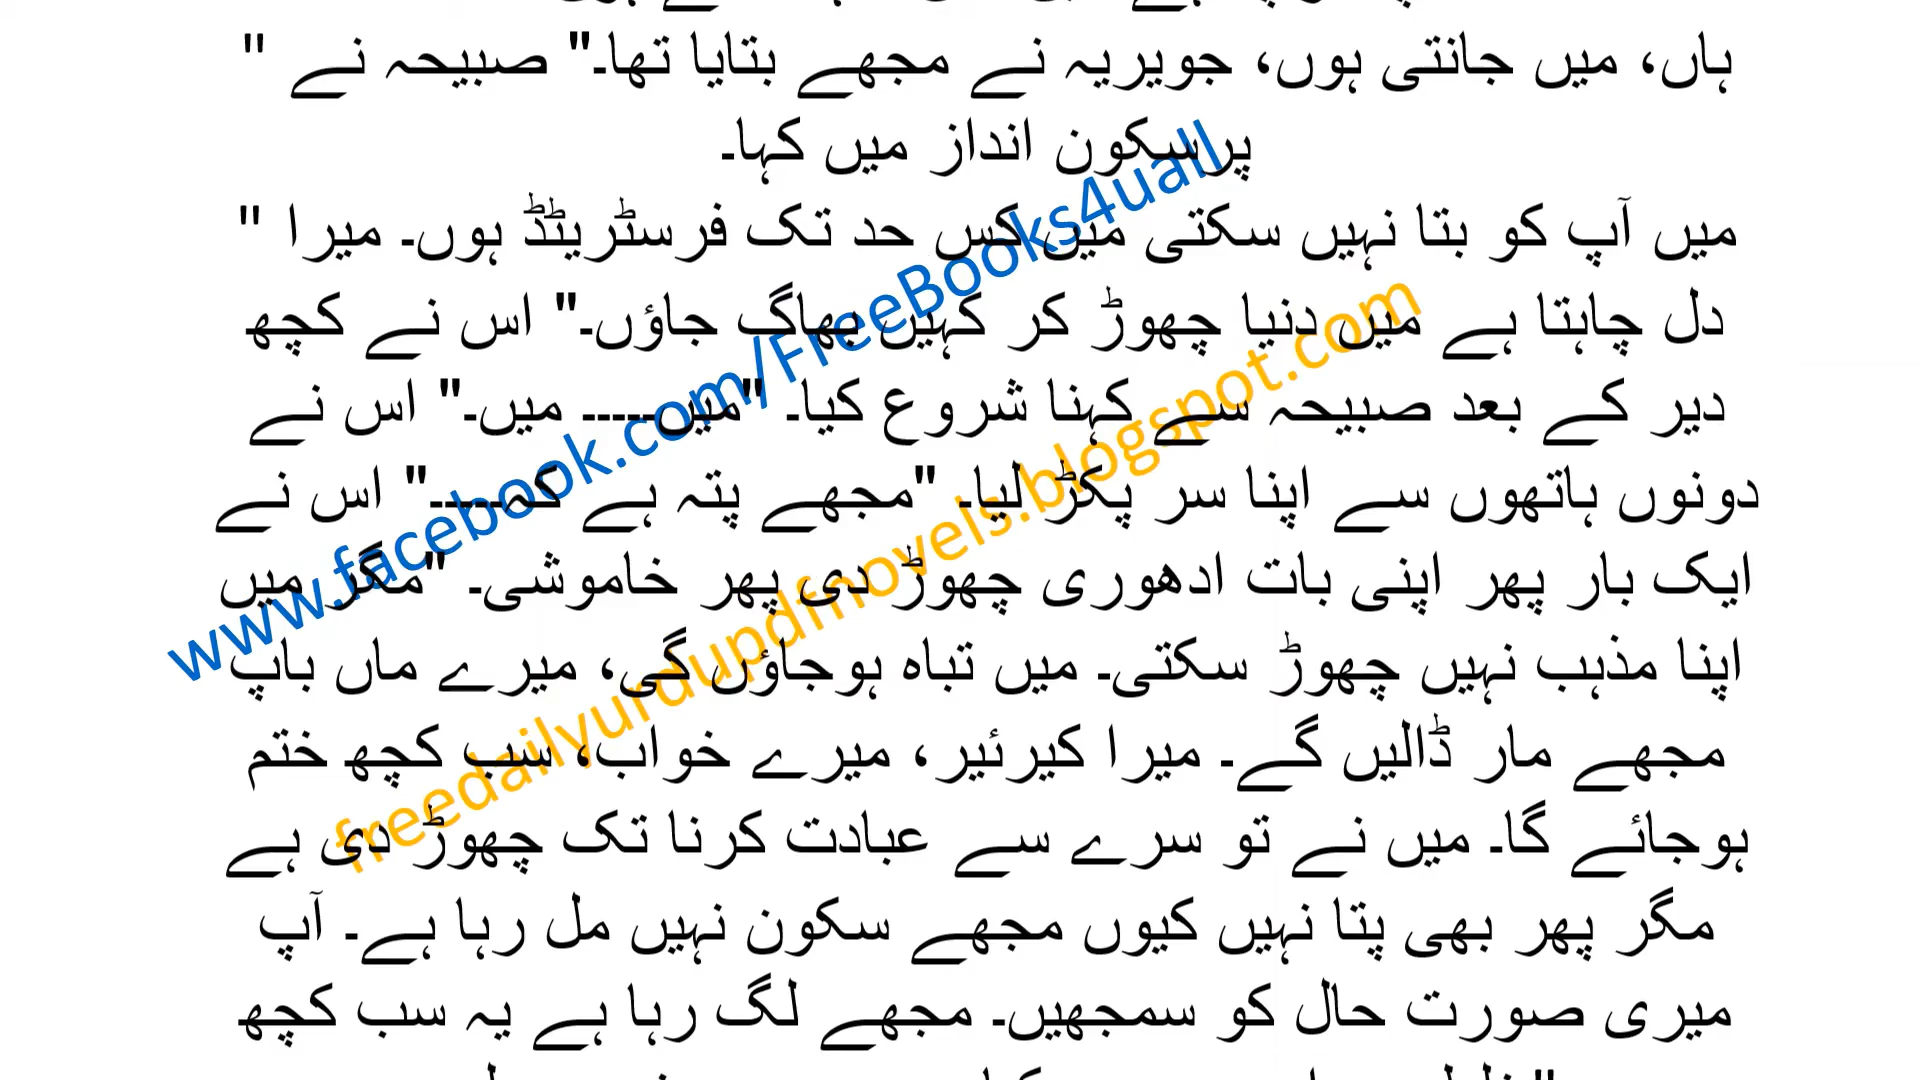 ہاں، میں جانتی ہوں، جویریہ نے مجھے بتایا تھا۔" صبیحہ نے "
پرسکون انداز میں کہا۔
میں آپ کو بتا نہیں سکتی میں کس حد تک فرسٹریٹڈ ہوں۔ میرا "
دل چاہتا ہے میں دنیا چھوڑ کر کہیں بھاگ جاؤں۔" اس نے کچھ
دیر کے بعد صبیحہ سے کہنا شروع کیا۔ "میں۔۔۔۔۔ میں۔" اس نے
دونوں ہاتھوں سے اپنا سر پکڑ لیا۔ "مجھے پتہ ہے کہ۔۔۔۔۔" اس نے
ایک بار پھر اپنی بات ادھوری چھوڑ دی پھر خاموشی۔ "مگر میں
اپنا مذہب نہیں چھوڑ سکتی۔ میں تباہ ہوجاؤں گی، میرے ماں باپ
مجھے مار ڈالیں گے۔ میرا کیرئیر، میرے خواب، سب کچھ ختم
ہوجائے گا۔ میں نے تو سرے سے عبادت کرنا تک چھوڑ دی ہے
مگر پھر بھی پتا نہیں کیوں مجھے سکون نہیں مل رہا ہے۔ آپ
میری صورت حال کو سمجھیں۔ مجھے لگ رہا ہے یہ سب کچھ
www.facebook.com/FreeBooks4uall
freedailyurdupdfnovels.blogspot.com